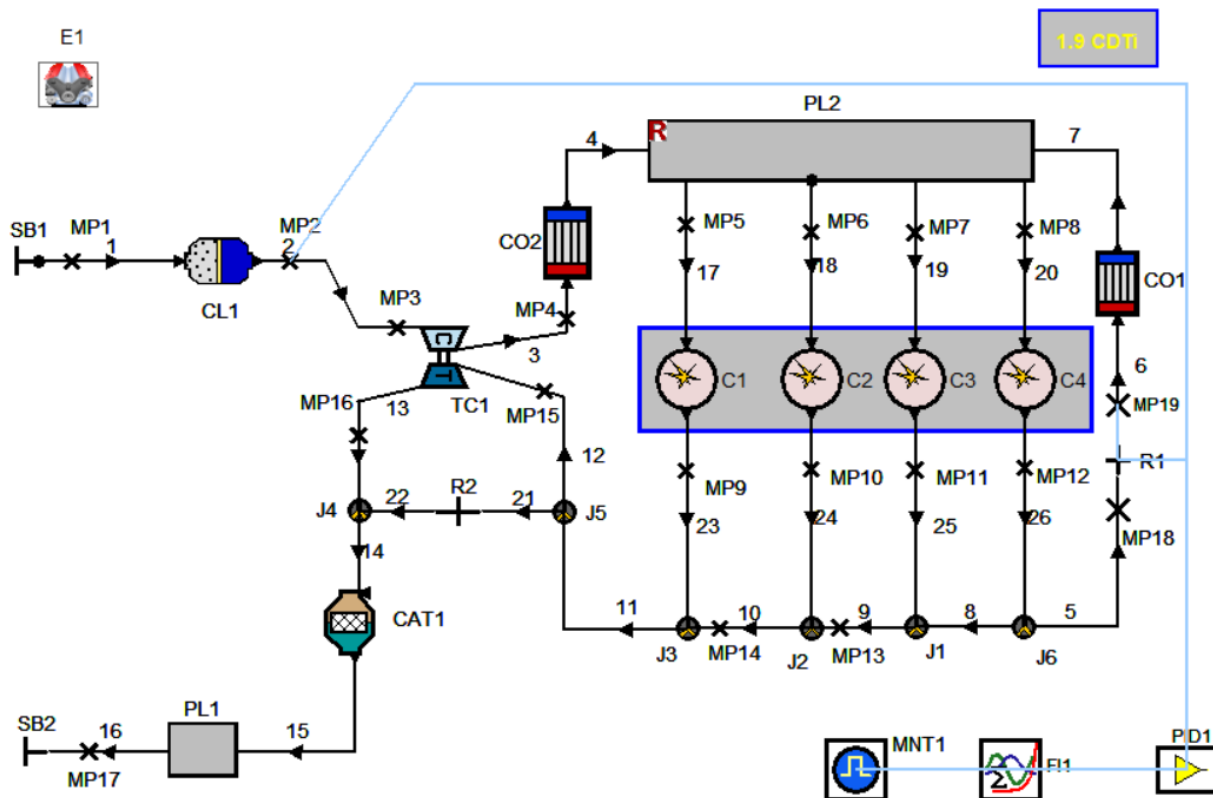 E1
1.9 CDTi
PL2
R
4
7
SB1
MP1
1
MP2
2
CL1
MP3
CO2
MP4
3
MP5
MP6
MP7
MP8
17
18
19
20
CO1
6
C
T
TC1
13
MP16
MP15
12
C1
C2
C3
C4
MP19
R1
MP9
MP10
MP11
MP12
MP18
J4
22
R2
21
J5
23
24
25
26
14
CAT1
11
10
9
8
5
J3
MP14
J2
MP13
J1
J6
SB2
16
MP17
PL1
15
MNT1
Σ
FI1
PID1